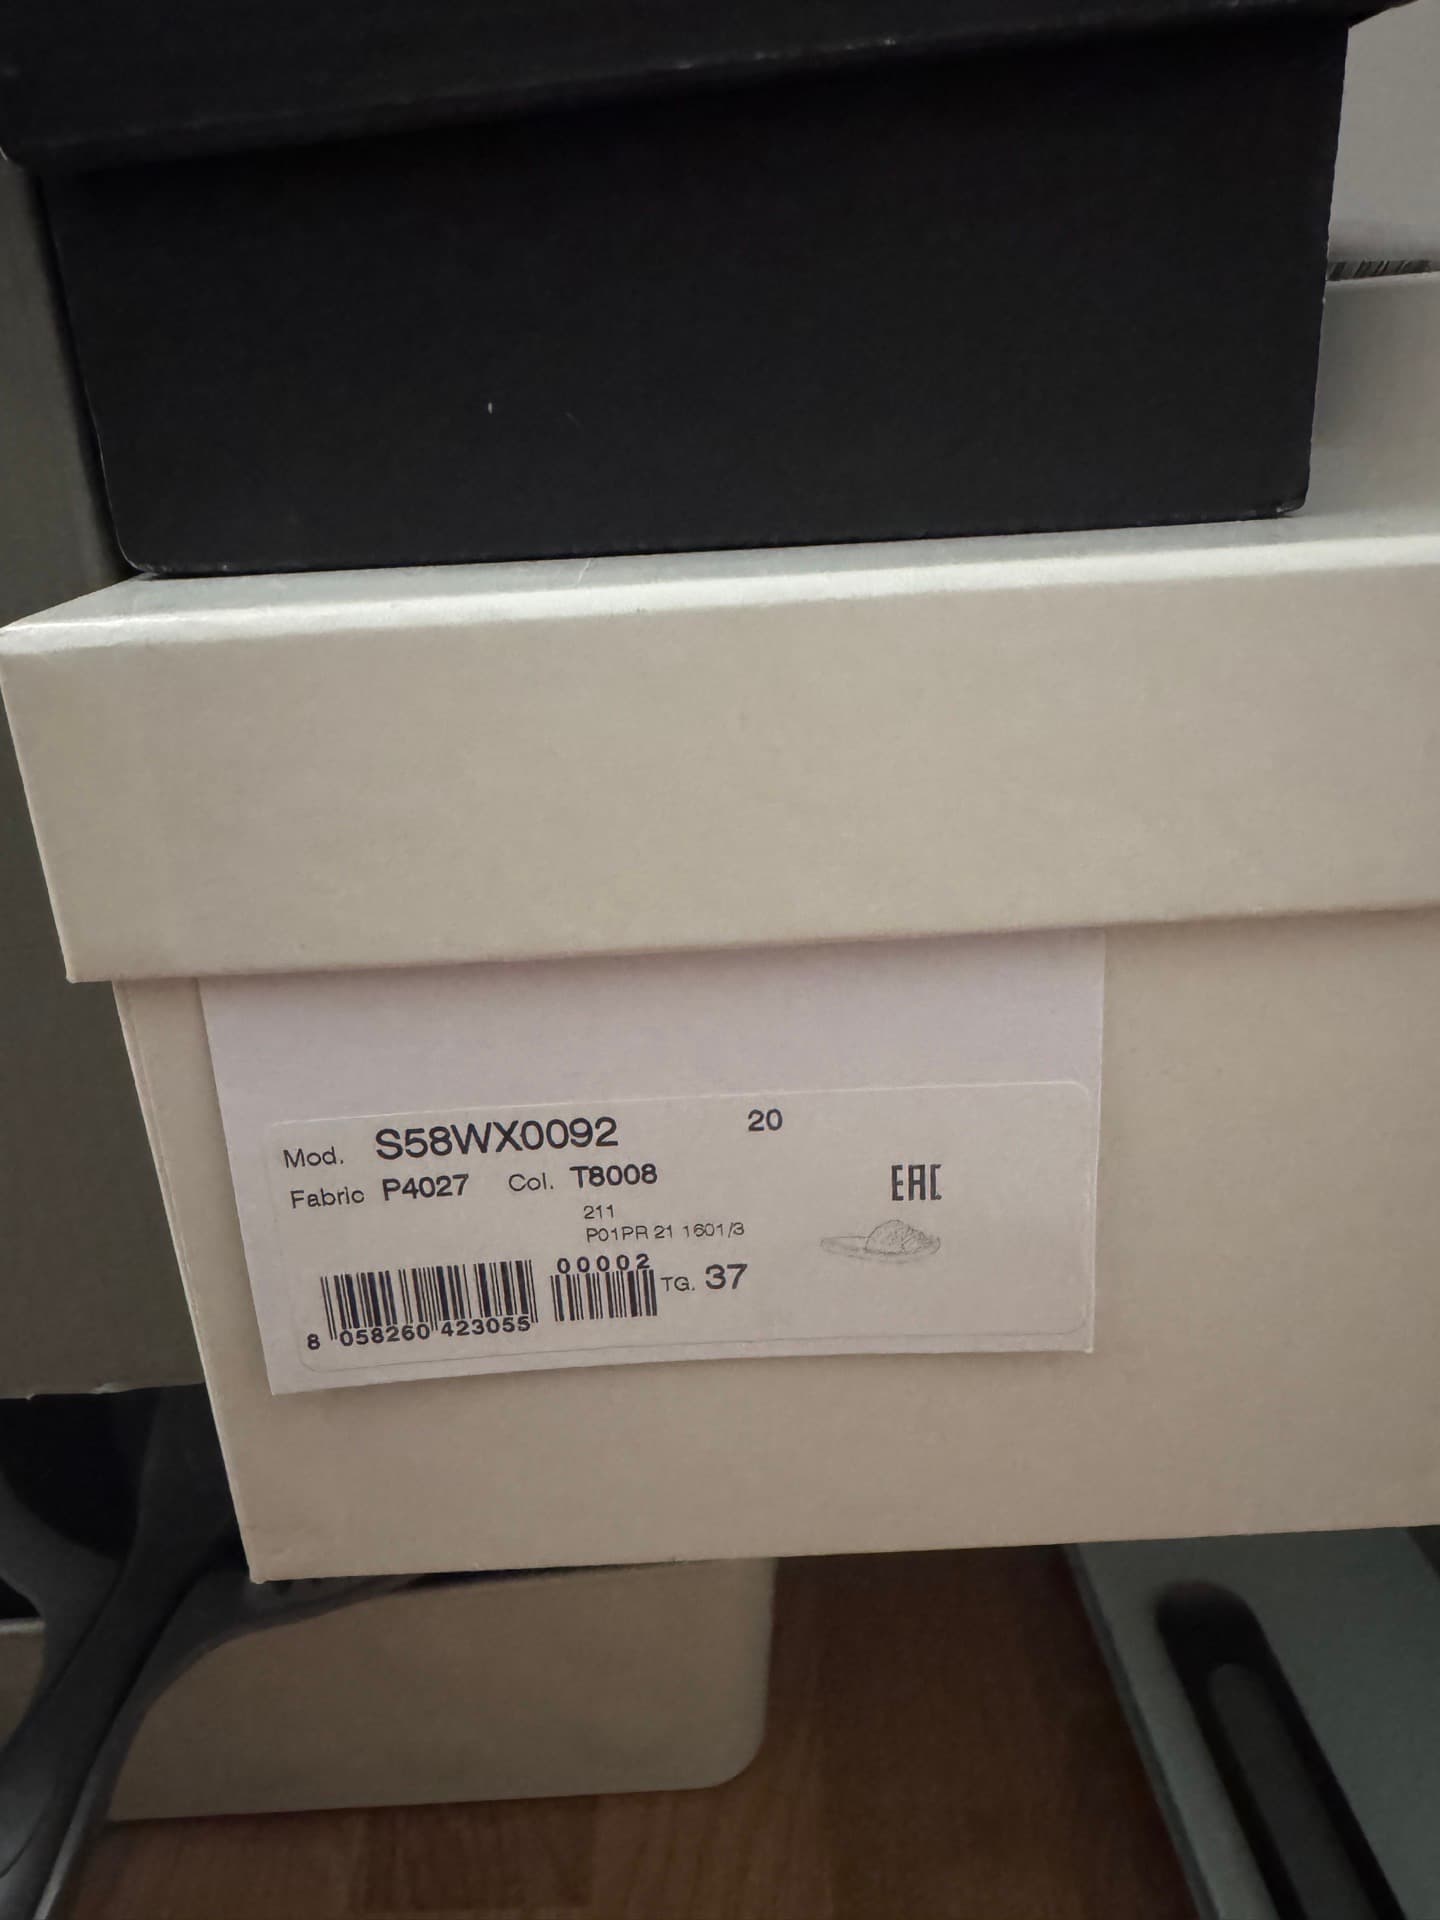 Mod. S58WX0092 20
Fabric P4027 Col. T8008
EAC
211
P01PR 21 1601/3
00002
TG. 37
8 058260 423055